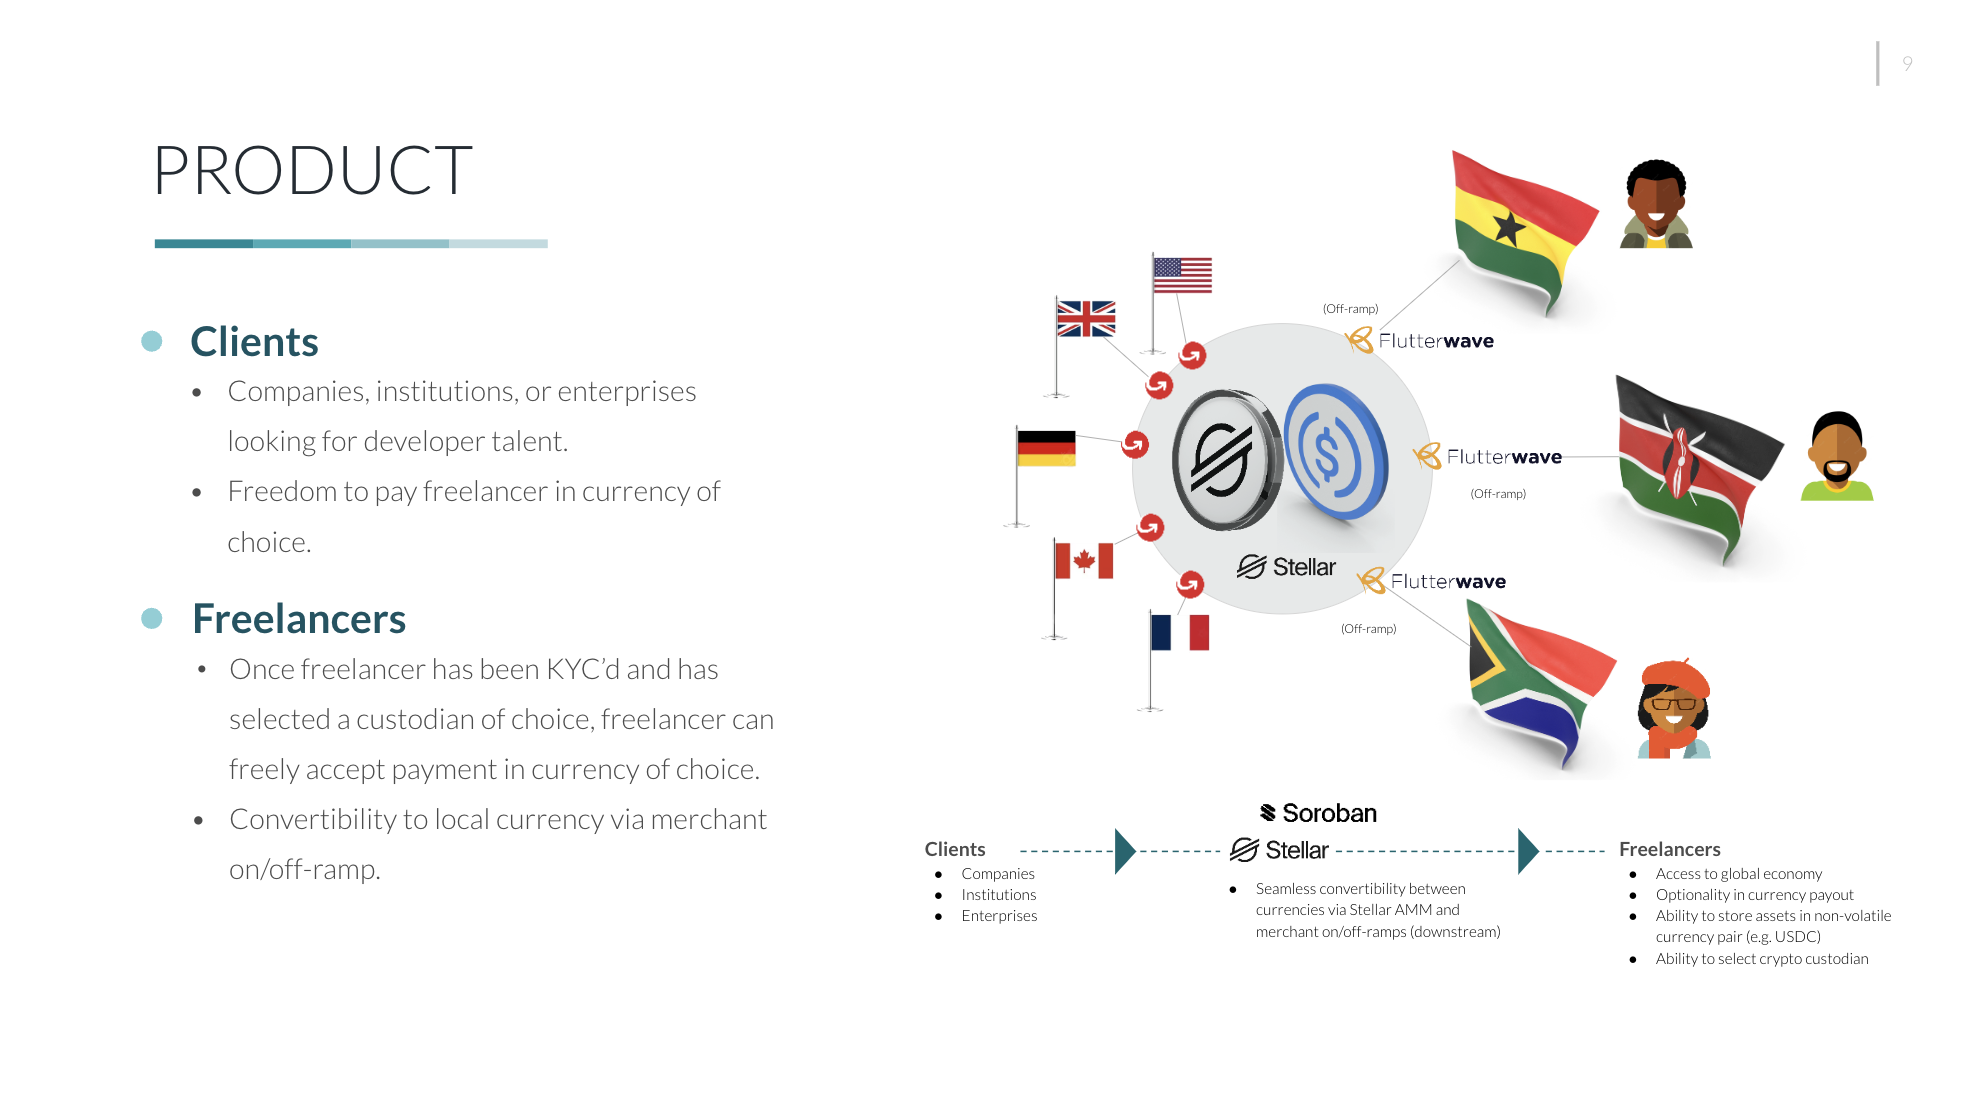 9
PRODUCT
Clients
• Companies, institutions, or enterprises
looking for developer talent.
• Freedom to pay freelancer in currency of
choice.
Freelancers
• Once freelancer has been KYC’d and has
selected a custodian of choice, freelancer can
freely accept payment in currency of choice.
• Convertibility to local currency via merchant
on/off-ramp.
(Off-ramp)
Flutterwave
Flutterwave
(Off-ramp)
Stellar
Flutterwave
(Off-ramp)
Clients
● Companies
● Institutions
● Enterprises
Soroban
Stellar
● Seamless convertibility between
currencies via Stellar AMM and
merchant on/off-ramps (downstream)
Freelancers
● Access to global economy
● Optionality in currency payout
● Ability to store assets in non-volatile
currency pair (e.g. USDC)
● Ability to select crypto custodian